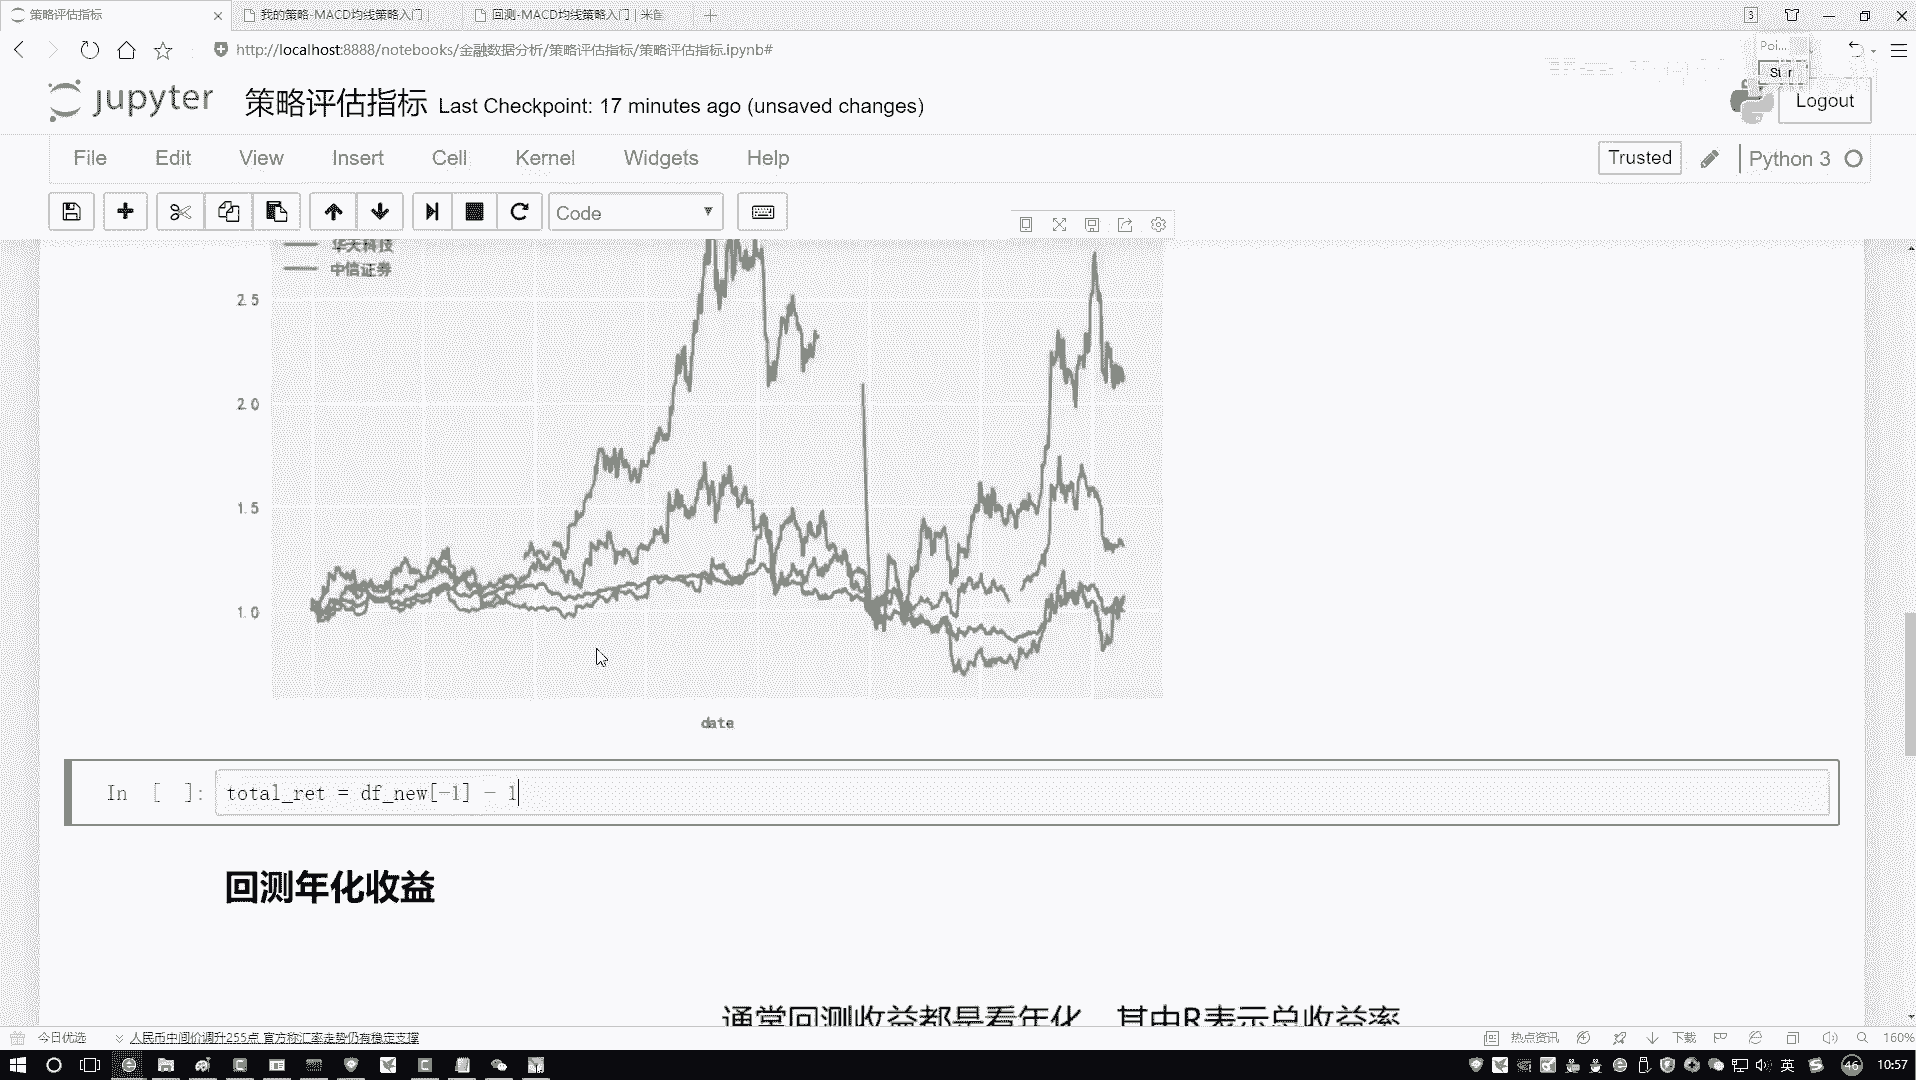 策略评估指标
我的策略-MACD均线策略入门 |
回测-MACD均线策略入门 | 米筐
3
http://localhost:8888/notebooks/金融数据分析/策略评估指标/策略评估指标.ipynb#
Poi...
jupyter 策略评估指标 Last Checkpoint: 17 minutes ago (unsaved changes)
Logout
File Edit View Insert Cell Kernel Widgets Help
Trusted Python 3
Code
华天科技
中信证券
2.5
2.0
1.5
1.0
date
In [ ]: total_ret = df_new[-1] - 1
回测年化收益
通常回测收益都是看年化 其中R表示总收益率
今日优选 人民币中间价调升255点 官方称汇率走势仍有稳定支撑 热点资讯 下载 160%
英 46 10:57